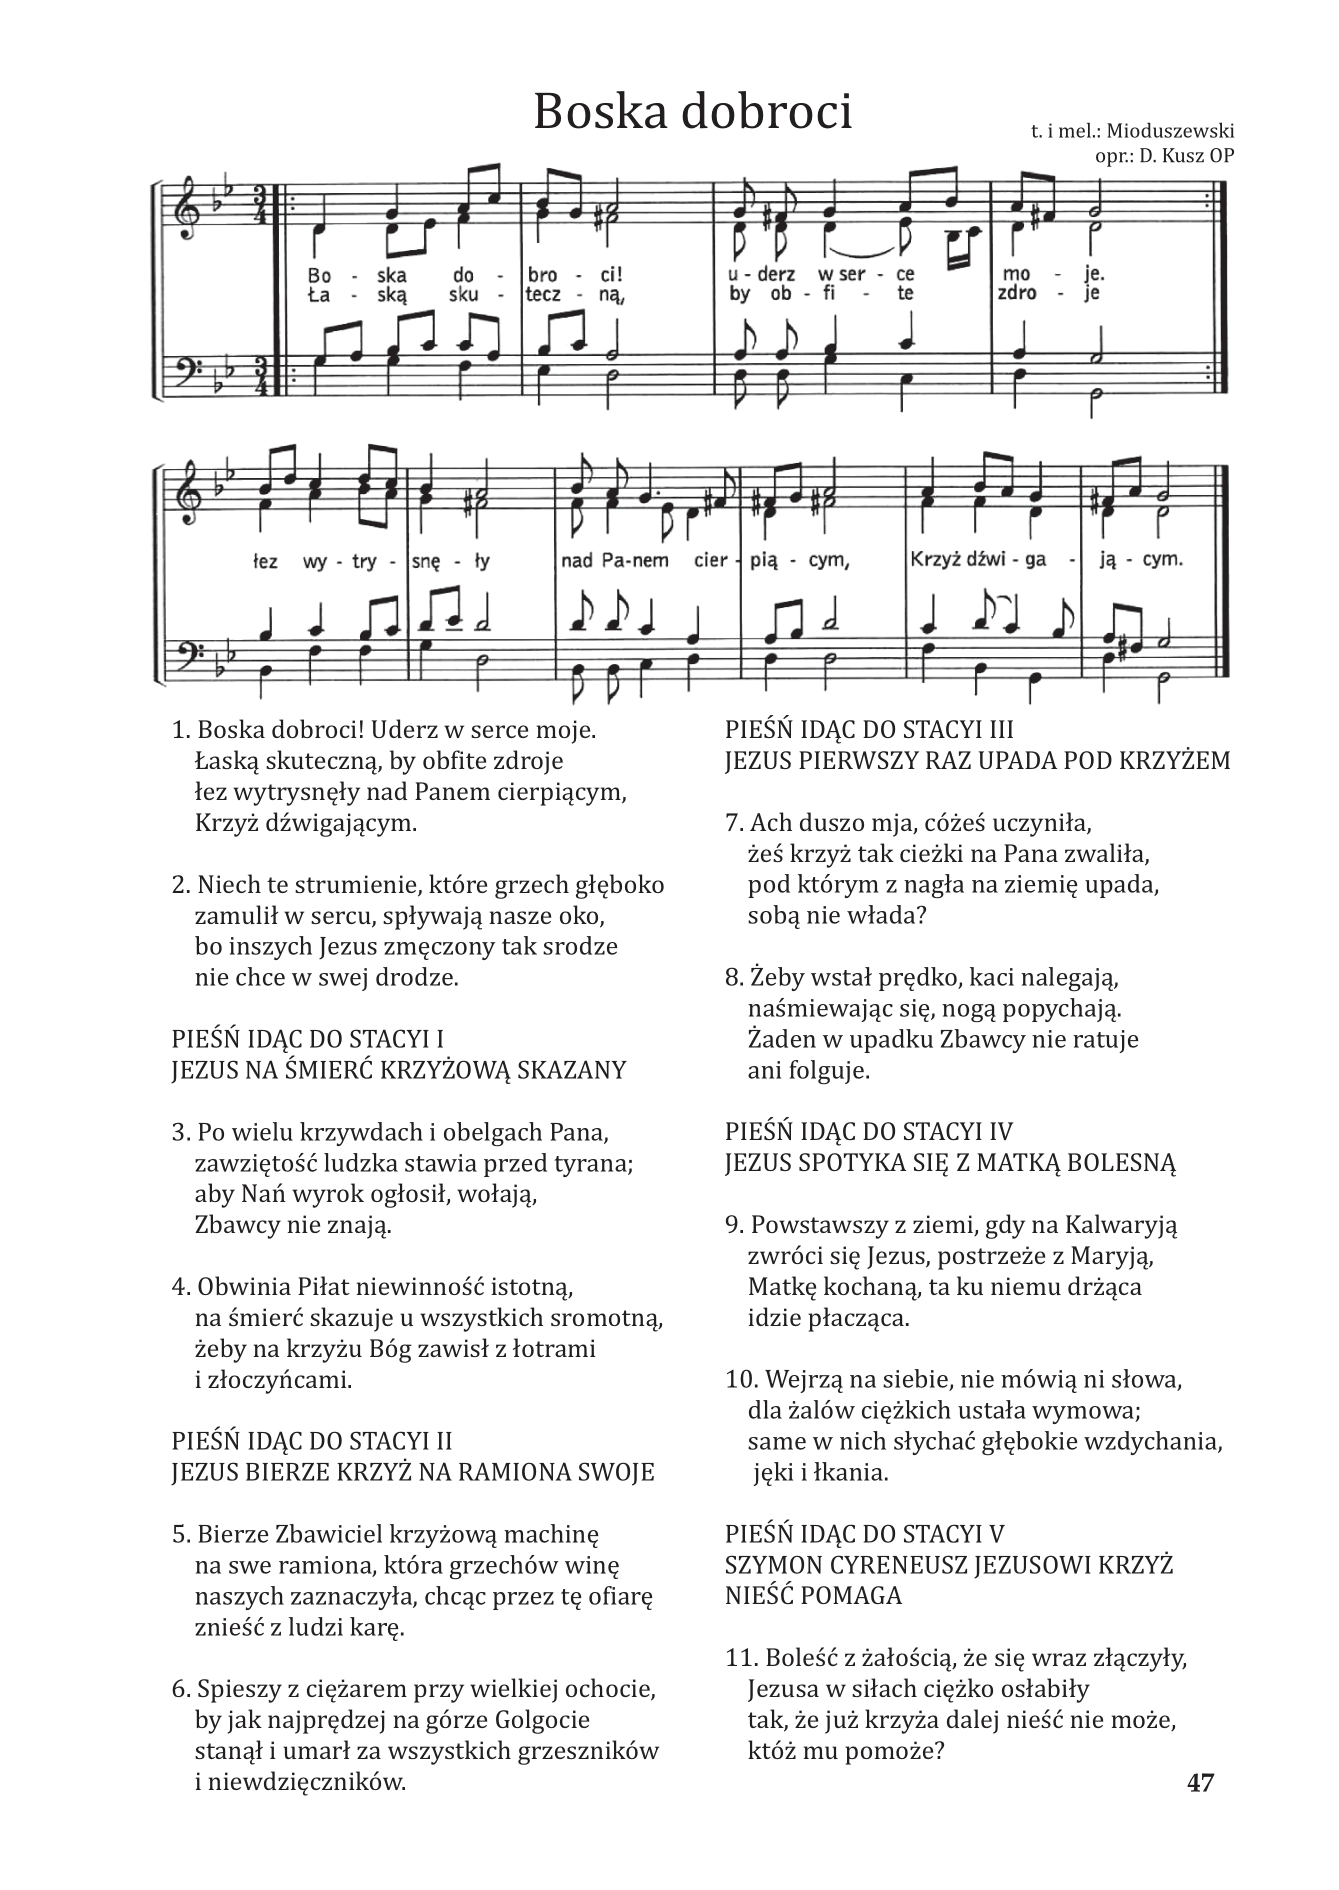 Boska dobroci
t. i mel.: Mioduszewski
opr.: D. Kusz OP
Bo - ska do - bro - ci! u - derz w ser - ce mo - je.
Ła - ską sku - tecz - ną, by ob - fi - te zdro - je
łez wy - try - snę - ły nad Pa-nem cier - pią - cym, Krzyż dźwi - ga - ją - cym.
1. Boska dobroci! Uderz w serce moje.
Łaską skuteczną, by obfite zdroje
łez wytrysnęły nad Panem cierpiącym,
Krzyż dźwigającym.
2. Niech te strumienie, które grzech głęboko
zamulił w sercu, spływają nasze oko,
bo inszych Jezus zmęczony tak srodze
nie chce w swej drodze.
PIEŚŃ IDĄC DO STACYI I
JEZUS NA ŚMIERĆ KRZYŻOWĄ SKAZANY
3. Po wielu krzywdach i obelgach Pana,
zawziętość ludzka stawia przed tyrana;
aby Nań wyrok ogłosił, wołają,
Zbawcy nie znają.
4. Obwinia Piłat niewinność istotną,
na śmierć skazuje u wszystkich sromotną,
żeby na krzyżu Bóg zawisł z łotrami
i złoczyńcami.
PIEŚŃ IDĄC DO STACYI II
JEZUS BIERZE KRZYŻ NA RAMIONA SWOJE
5. Bierze Zbawiciel krzyżową machinę
na swe ramiona, która grzechów winę
naszych zaznaczyła, chcąc przez tę ofiarę
znieść z ludzi karę.
6. Spieszy z ciężarem przy wielkiej ochocie,
by jak najprędzej na górze Golgocie
stanął i umarł za wszystkich grzeszników
i niewdzięczników.
PIEŚŃ IDĄC DO STACYI III
JEZUS PIERWSZY RAZ UPADA POD KRZYŻEM
7. Ach duszo mja, cóżeś uczyniła,
żeś krzyż tak cieżki na Pana zwaliła,
pod którym z nagła na ziemię upada,
sobą nie włada?
8. Żeby wstał prędko, kaci nalegają,
naśmiewając się, nogą popychają.
Żaden w upadku Zbawcy nie ratuje
ani folguje.
PIEŚŃ IDĄC DO STACYI IV
JEZUS SPOTYKA SIĘ Z MATKĄ BOLESNĄ
9. Powstawszy z ziemi, gdy na Kalwaryją
zwróci się Jezus, postrzeże z Maryją,
Matkę kochaną, ta ku niemu drżąca
idzie płacząca.
10. Wejrzą na siebie, nie mówią ni słowa,
dla żalów ciężkich ustała wymowa;
same w nich słychać głębokie wzdychania,
jęki i łkania.
PIEŚŃ IDĄC DO STACYI V
SZYMON CYRENEUSZ JEZUSOWI KRZYŻ
NIEŚĆ POMAGA
11. Boleść z żałością, że się wraz złączyły,
Jezusa w siłach ciężko osłabiły
tak, że już krzyża dalej nieść nie może,
któż mu pomoże?
47